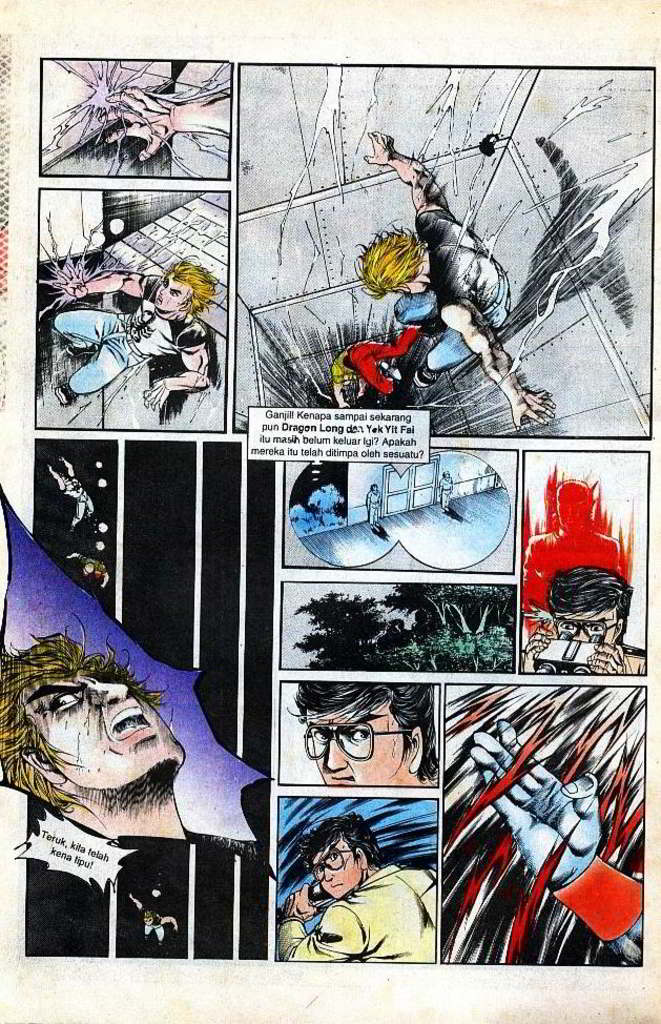 Ganjil! Kenapa sampai sekarang
pun Dragon Long dan Yek Yit Fai
itu masih belum keluar lgi? Apakah
mereka itu telah ditimpa oleh sesuatu?
Teruk, kita telah
kena tipu!